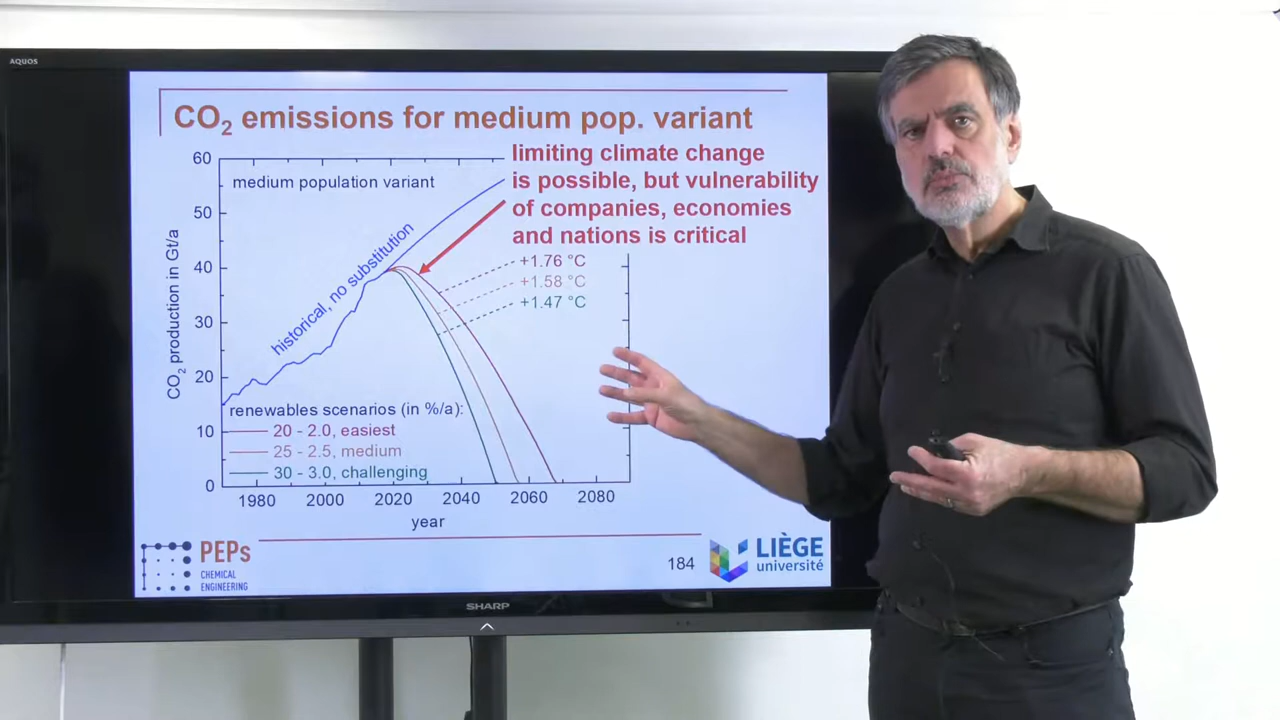 AQUOS
CO₂ emissions for medium pop. variant
limiting climate change
is possible, but vulnerability
of companies, economies
and nations is critical
60
50
40
30
20
10
0
CO₂ production in Gt/a
medium population variant
historical, no substitution
+1.76 °C
+1.58 °C
+1.47 °C
renewables scenarios (in %/a):
20 - 2.0, easiest
25 - 2.5, medium
30 - 3.0, challenging
1980 2000 2020 2040 2060 2080
year
PEPs
CHEMICAL
ENGINEERING
184
LIÈGE
université
SHARP